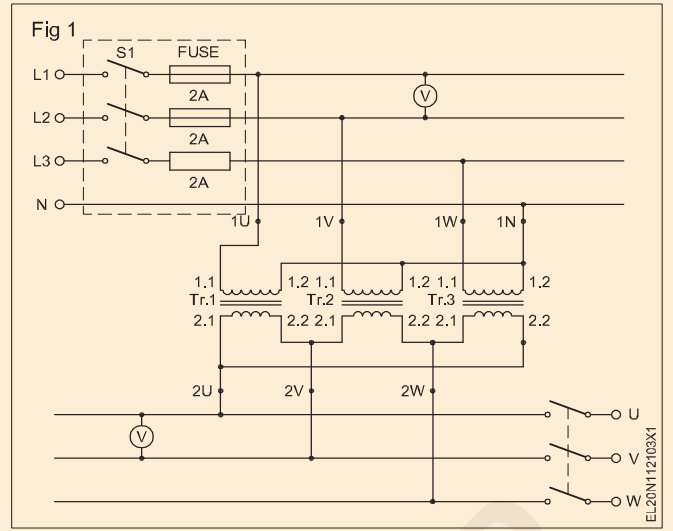 Fig 1
S1 FUSE
L1
2A
L2
2A
L3
2A
N
1U 1V 1W 1N
1.1 1.2 1.1 1.2 1.1 1.2
Tr.1 Tr.2 Tr.3
2.1 2.2 2.1 2.2 2.1 2.2
2U 2V 2W
V
V
U
V
W
EL20N112103X1